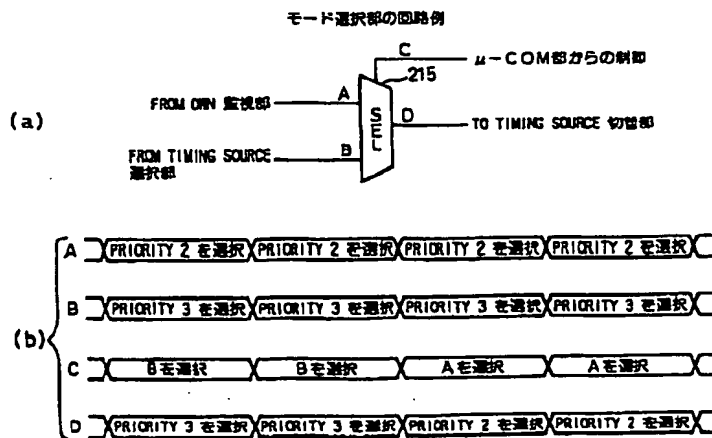 モード選択部の回路例
C
μ-COM部からの制御
215
(a)
FROM OWN 監視部
A
SEL
D
TO TIMING SOURCE 切替部
FROM TIMING SOURCE
選択部
B
(b)
A PRIORITY 2 を選択 PRIORITY 2 を選択 PRIORITY 2 を選択 PRIORITY 2 を選択
B PRIORITY 3 を選択 PRIORITY 3 を選択 PRIORITY 3 を選択 PRIORITY 3 を選択
C Bを選択 Bを選択 Aを選択 Aを選択
D PRIORITY 3 を選択 PRIORITY 3 を選択 PRIORITY 2 を選択 PRIORITY 2 を選択